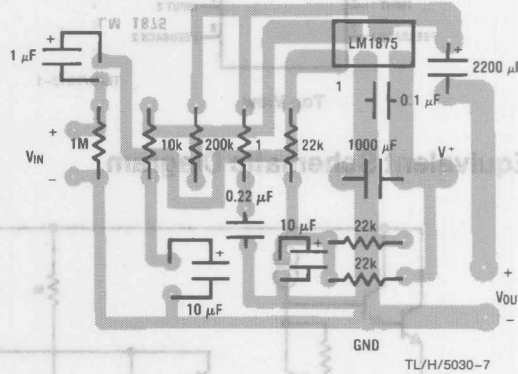 LM1875
1 μF
+
1
0.1 μF
2200 μF
+
+
VIN
-
1M
10k
200k
1
22k
1000 μF
+
V+
0.22 μF
10 μF
+
22k
22k
+
10 μF
+
VOUT
-
GND
TL/H/5030-7